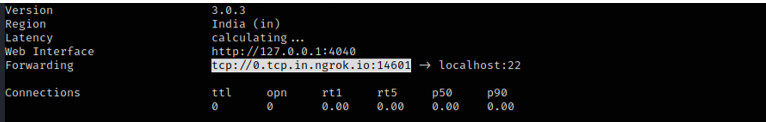 Version 3.0.3
Region India (in)
Latency calculating...
Web Interface http://127.0.0.1:4040
Forwarding tcp://0.tcp.in.ngrok.io:14601 → localhost:22
Connections ttl opn rt1 rt5 p50 p90
0 0 0.00 0.00 0.00 0.00